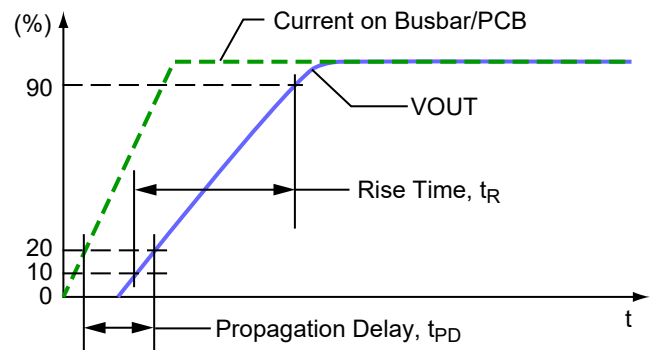 (%)
Current on Busbar/PCB
90
VOUT
Rise Time, tR
20
10
0
t
Propagation Delay, tPD